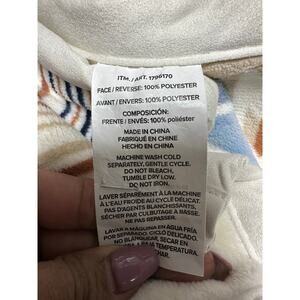 ITM. / ART. 1796170
FACE / REVERSE: 100% POLYESTER
AVANT / ENVERS: 100% POLYESTER
COMPOSICIÓN:
FRENTE / ENVÉS: 100% poliéster
MADE IN CHINA
FABRIQUÉ EN CHINE
HECHO EN CHINA
MACHINE WASH COLD
SEPARATELY, GENTLE CYCLE.
DO NOT BLEACH,
TUMBLE DRY LOW.
DO NOT IRON.
LAVER SÉPARÉMENT À LA MACHINE
À L'EAU FROIDE AU CYCLE DÉLICAT.
PAS D'AGENTS BLANCHISSANTS,
SÉCHER PAR CULBUTAGE À BASSE.
NE PAS REPASSER.
LAVAR A MÁQUINA EN AGUA FRÍA
POR SEPARADO, CICLO DELICADO.
NO BLANQUEAR, SECAR EN
BAJA TEMPERATURA.